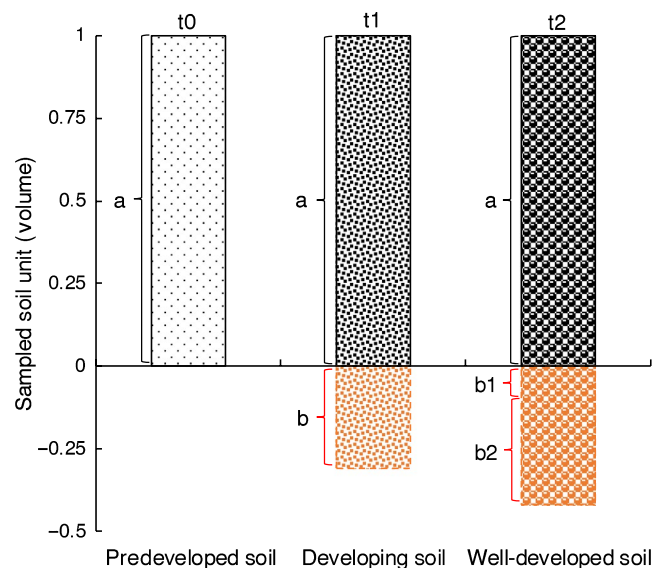 t0 t1 t2
1
0.75
a a a
0.5
0.25
0
−0.25
−0.5
Sampled soil unit (volume)
b
b1
b2
Predeveloped soil Developing soil Well-developed soil